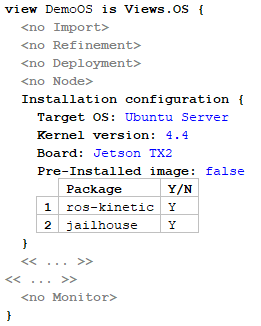 view DemoOS is Views.OS {
<no Import>
<no Refinement>
<no Deployment>
<no Node>
Installation configuration {
Target OS: Ubuntu Server
Kernel version: 4.4
Board: Jetson TX2
Pre-Installed image: false
Package Y/N
1 ros-kinetic Y
2 jailhouse Y
}
<< ... >>
<< ... >>
<no Monitor>
}